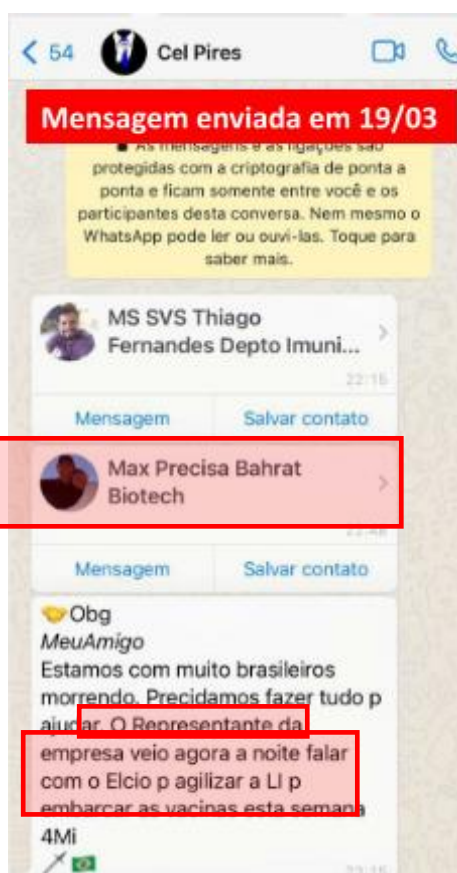 54 Cel Pires
Mensagem enviada em 19/03
As mensagens e as ligações são
protegidas com a criptografia de ponta a
ponta e ficam somente entre você e os
participantes desta conversa. Nem mesmo o
WhatsApp pode ler ou ouvi-las. Toque para
saber mais.
MS SVS Thiago
Fernandes Depto Imuni...
22:15
Mensagem Salvar contato
Max Precisa Bahrat
Biotech
Mensagem Salvar contato
🤝Obg
MeuAmigo
Estamos com muito brasileiros
morrendo. Precidamos fazer tudo p
ajudar. O Representante da
empresa veio agora a noite falar
com o Elcio p agilizar a LI p
embarcar as vacinas esta semana
4Mi